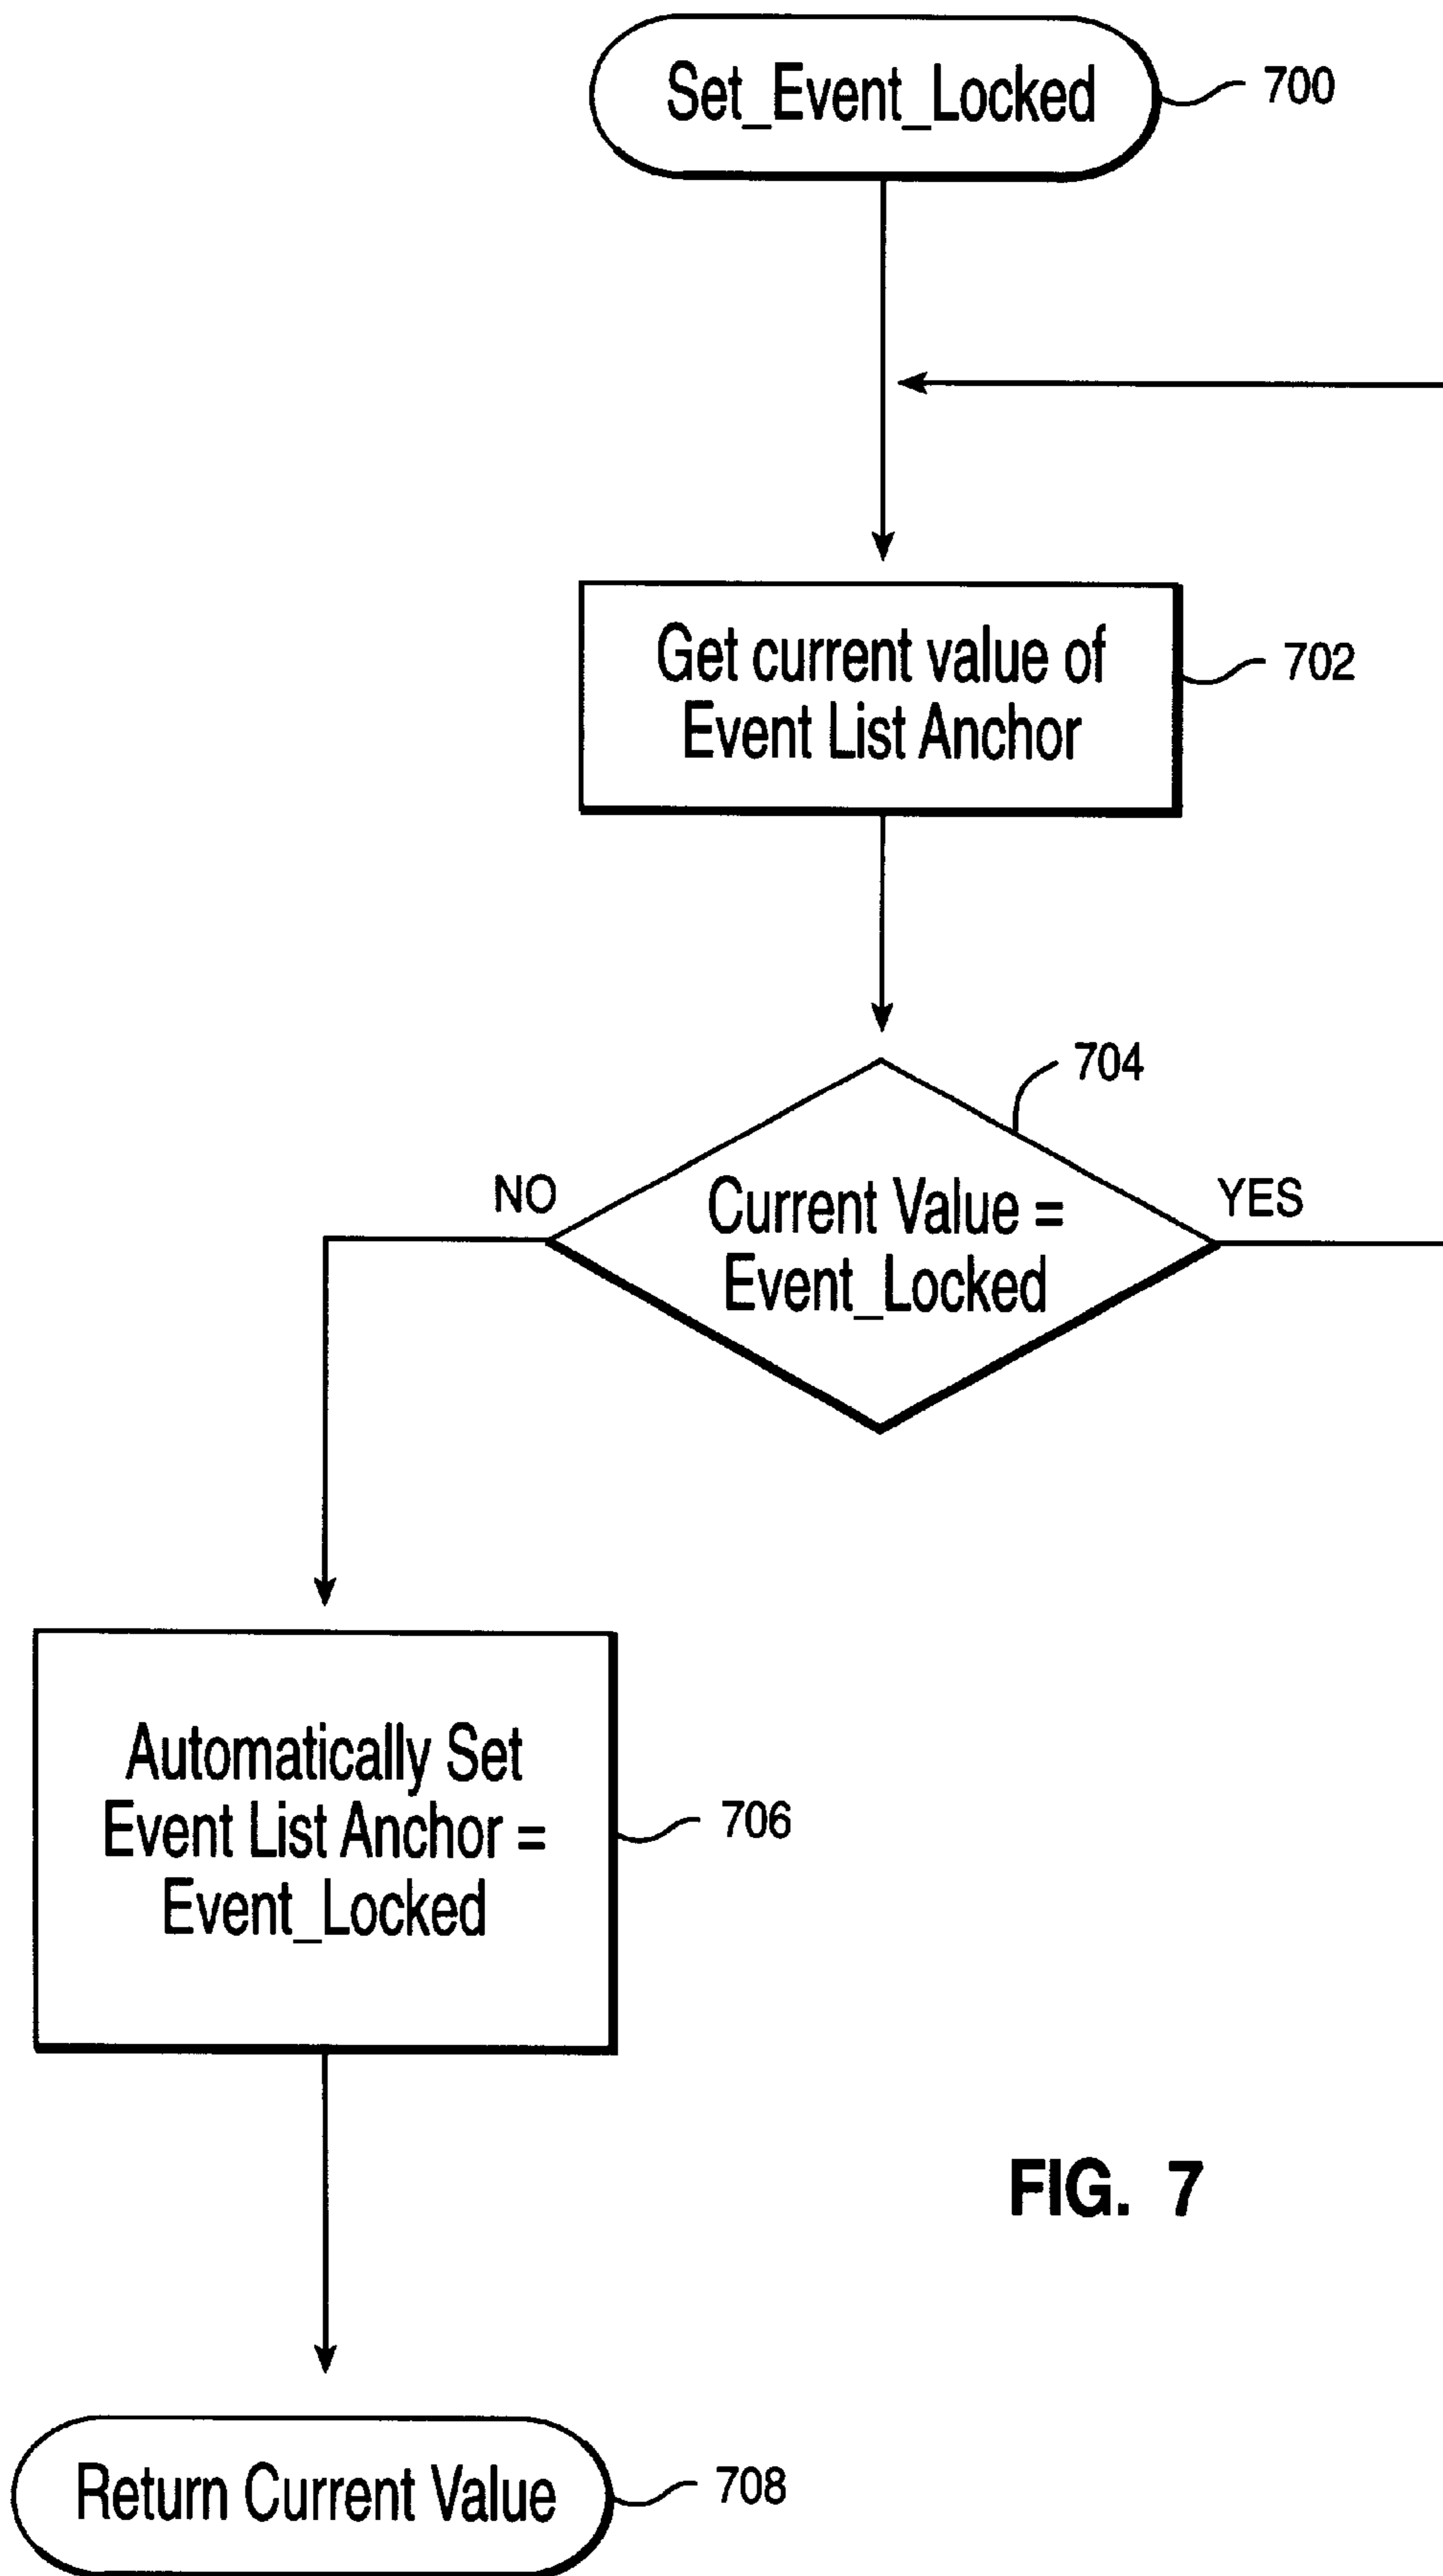 Set_Event_Locked
700
Get current value of
Event List Anchor
702
704
NO
Current Value =
Event_Locked
YES
Automatically Set
Event List Anchor =
Event_Locked
706
FIG. 7
Return Current Value
708